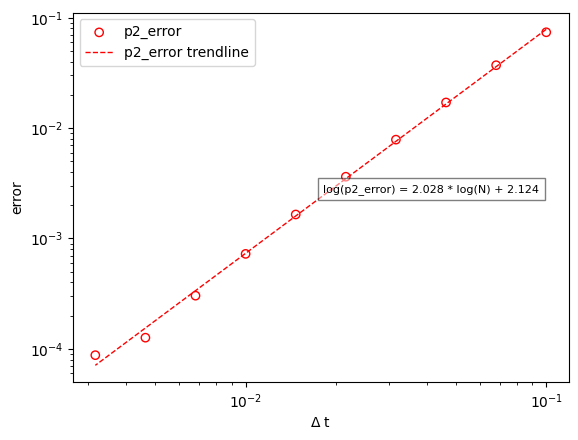 p2_error
p2_error trendline
10⁻¹
10⁻²
10⁻³
10⁻⁴
error
log(p2_error) = 2.028 * log(N) + 2.124
10⁻² 10⁻¹
Δ t